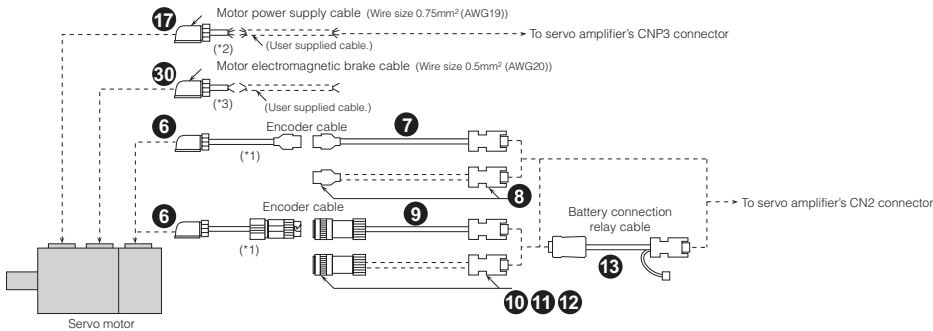 17 Motor power supply cable (Wire size 0.75mm² (AWG19))
(*2) (User supplied cable.)
To servo amplifier's CNP3 connector
30 Motor electromagnetic brake cable (Wire size 0.5mm² (AWG20))
(*3) (User supplied cable.)
6 Encoder cable 7
(*1)
8
6 Encoder cable 9
(*1)
Battery connection
relay cable
13
To servo amplifier's CN2 connector
10 11 12
Servo motor